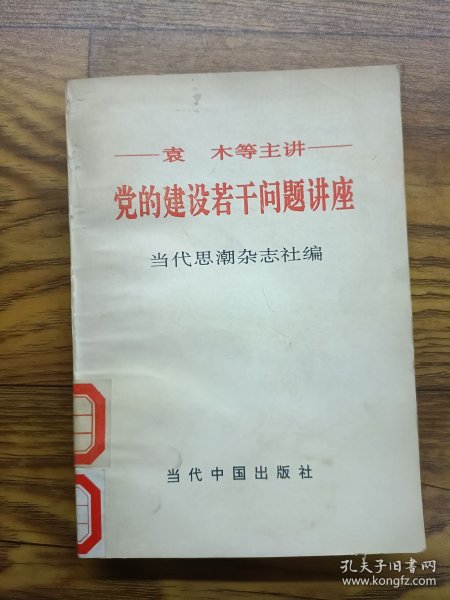 ——袁 木等主讲——
党的建设若干问题讲座
当代思潮杂志社编
当代中国出版社
孔夫子旧书网
www.kongfz.com